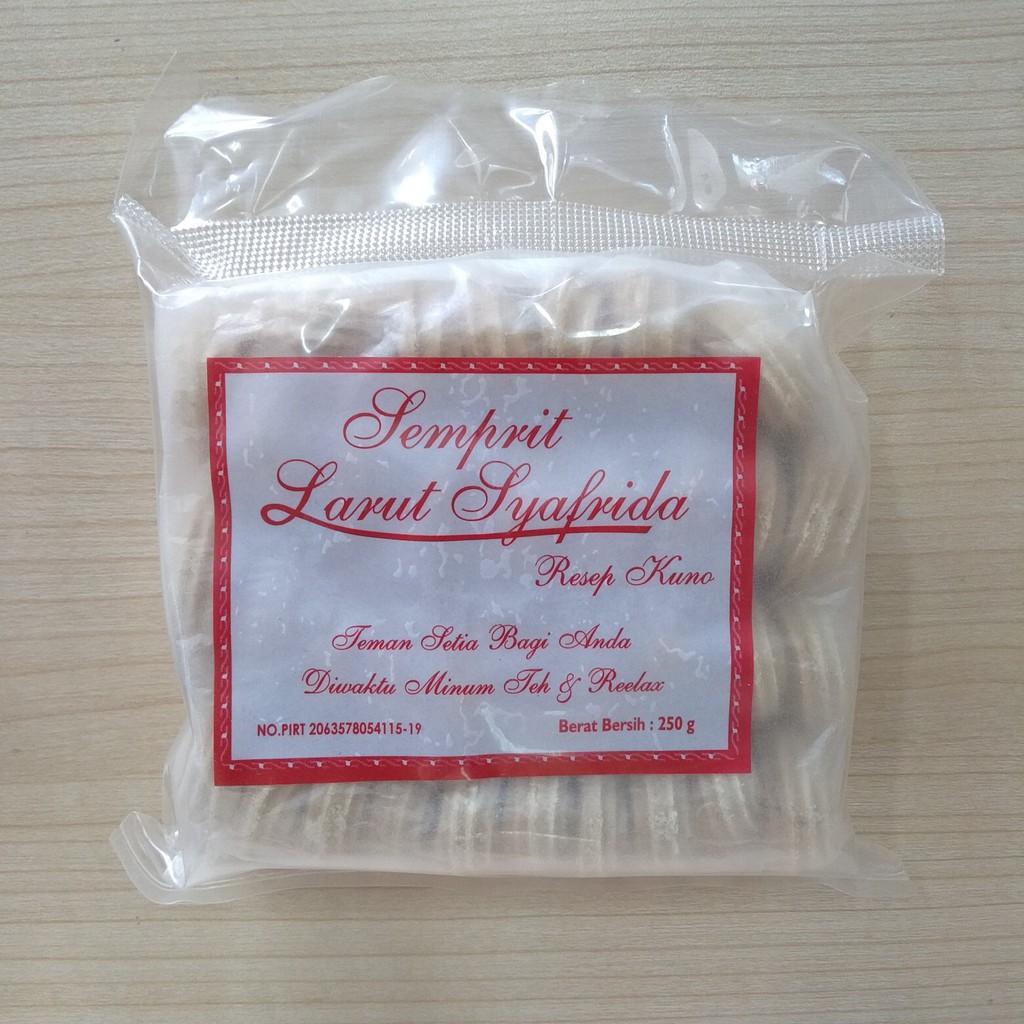 Semprit
Larut Syafrida
Resep Kuno
Teman Setia Bagi Anda
Diwaktu Minum Teh & Reelax
NO.PIRT 2063578054115-19
Berat Bersih : 250 g